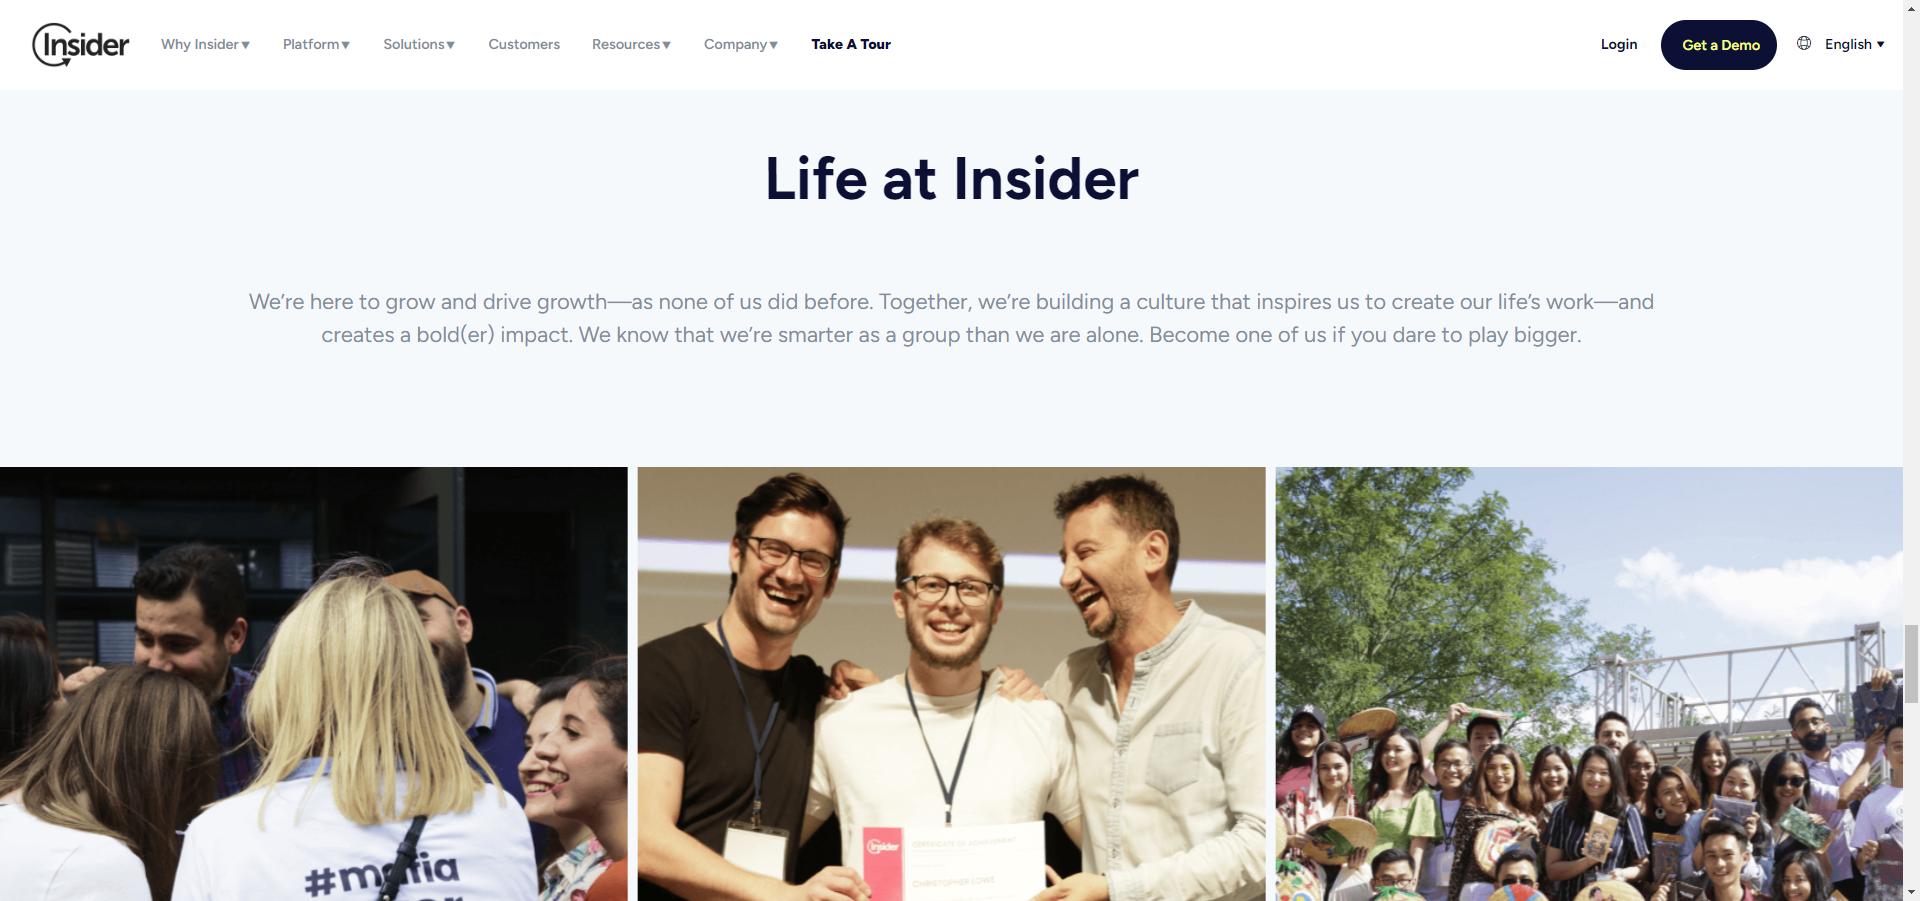 Insider
Why Insider▼ Platform▼ Solutions▼ Customers Resources▼ Company▼ Take A Tour
Login Get a Demo English ▼
Life at Insider
We're here to grow and drive growth—as none of us did before. Together, we're building a culture that inspires us to create our life's work—and
creates a bold(er) impact. We know that we're smarter as a group than we are alone. Become one of us if you dare to play bigger.
Insider
CERTIFICATE OF ACHIEVEMENT
CHRISTOPHER LOWE
#mafia